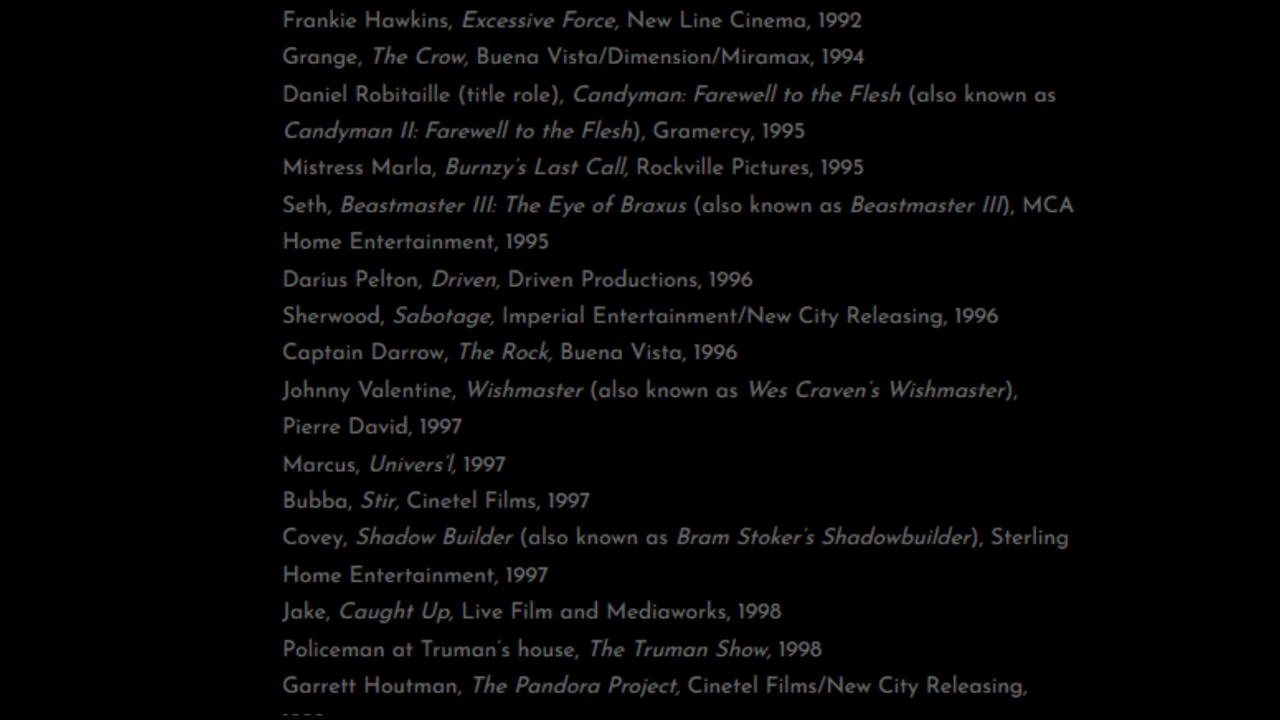 Frankie Hawkins, Excessive Force, New Line Cinema, 1992
Grange, The Crow, Buena Vista/Dimension/Miramax, 1994
Daniel Robitaille (title role), Candyman: Farewell to the Flesh (also known as
Candyman II: Farewell to the Flesh), Gramercy, 1995
Mistress Marla, Burnzy's Last Call, Rockville Pictures, 1995
Seth, Beastmaster III: The Eye of Braxus (also known as Beastmaster III), MCA
Home Entertainment, 1995
Darius Pelton, Driven, Driven Productions, 1996
Sherwood, Sabotage, Imperial Entertainment/New City Releasing, 1996
Captain Darrow, The Rock, Buena Vista, 1996
Johnny Valentine, Wishmaster (also known as Wes Craven's Wishmaster),
Pierre David, 1997
Marcus, Univers'l, 1997
Bubba, Stir, Cinetel Films, 1997
Covey, Shadow Builder (also known as Bram Stoker's Shadowbuilder), Sterling
Home Entertainment, 1997
Jake, Caught Up, Live Film and Mediaworks, 1998
Policeman at Truman's house, The Truman Show, 1998
Garrett Houtman, The Pandora Project, Cinetel Films/New City Releasing,